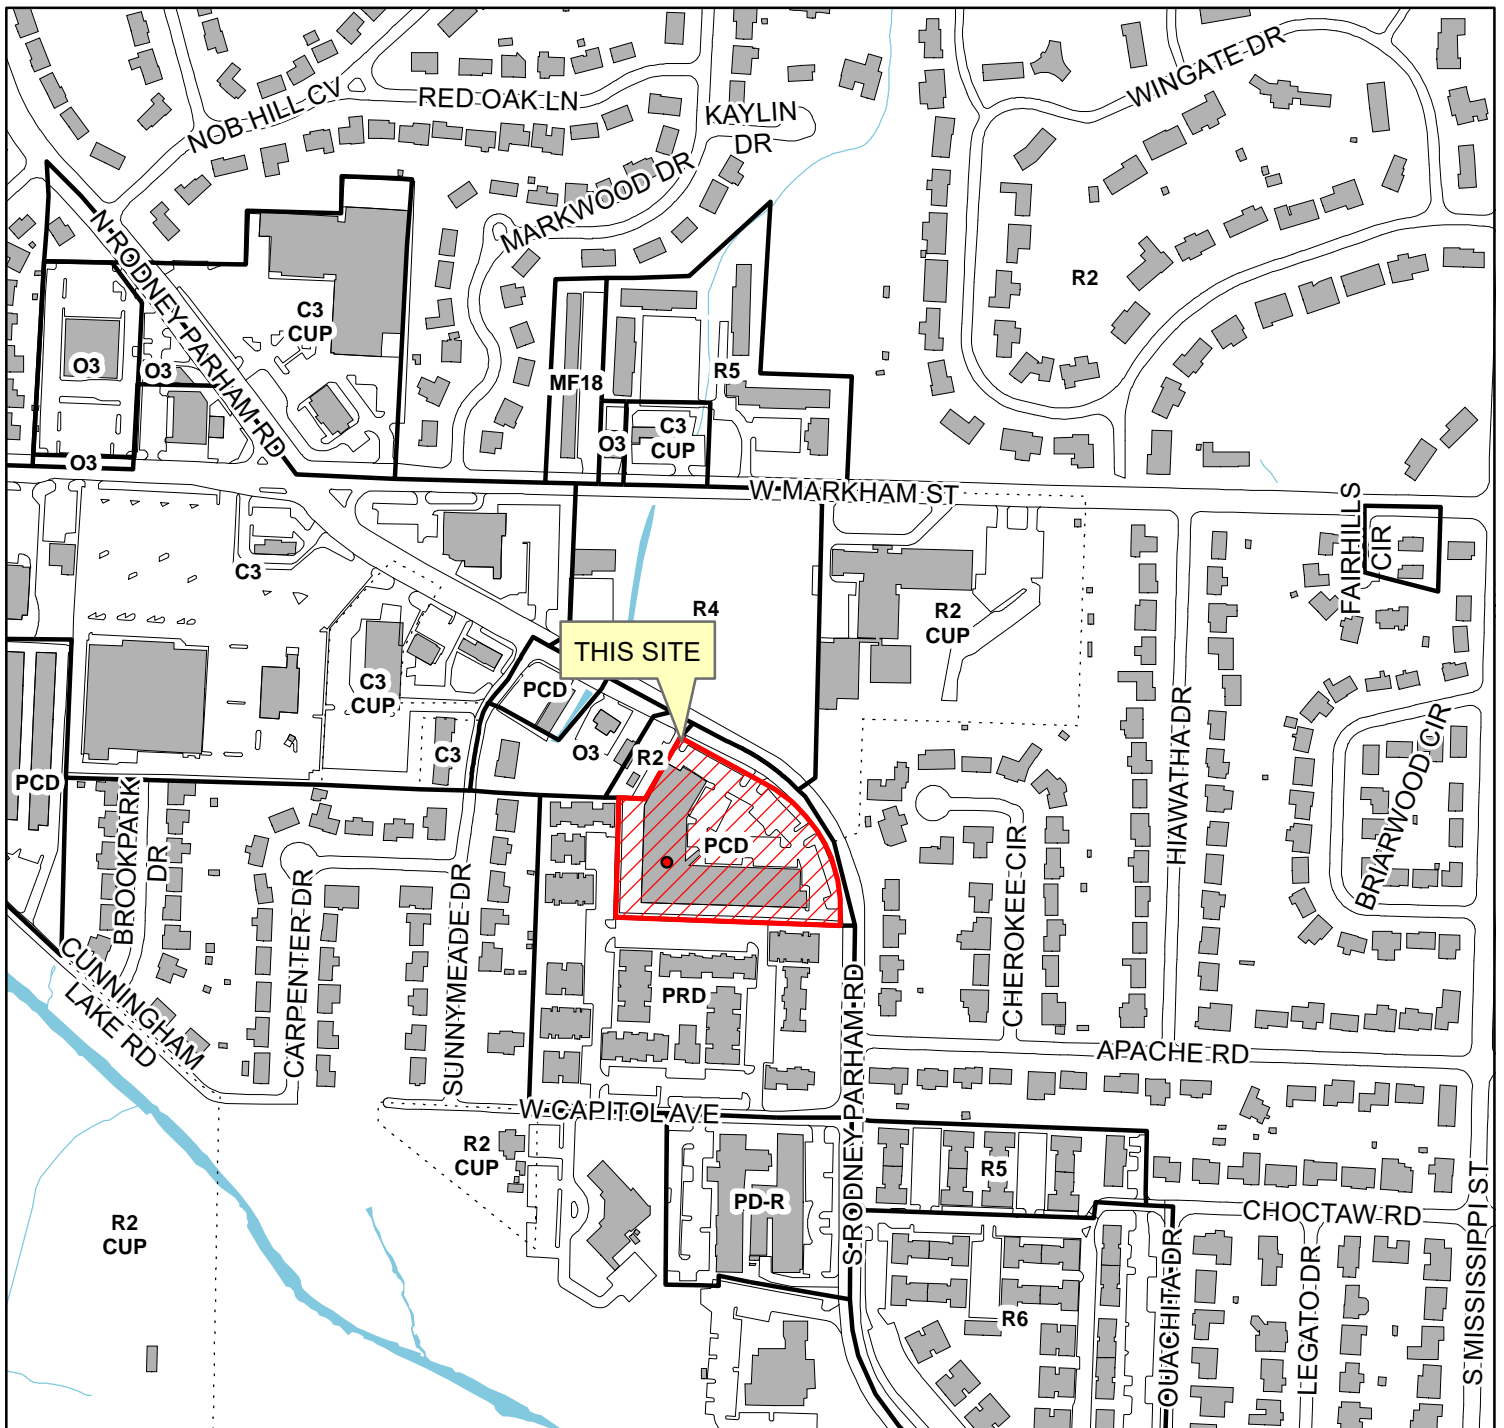 WINGATE DR
RED OAK LN
NOB HILL CV
KAYLIN
DR
MARKWOOD DR
N RODNEY PARHAM RD
R2
C3
CUP
O3
O3
MF18
R5
O3
C3
CUP
O3
W MARKHAM ST
FAIRHILLS
CIR
C3
R4
R2
CUP
THIS SITE
PCD
C3
CUP
HIAWATHA DR
BRIARWOOD CIR
O3
R2
C3
PCD
BROOKPARK
DR
PCD
CHEROKEE CIR
CARPENTER DR
SUNNYMEADE DR
CUNNINGHAM
LAKE RD
PRD
S RODNEY PARHAM RD
APACHE RD
W CAPITOL AVE
R2
CUP
R5
PD-R
R2
CUP
CHOCTAW RD
S MISSISSIPPI ST
OUACHITA DR
LEGATO DR
R6